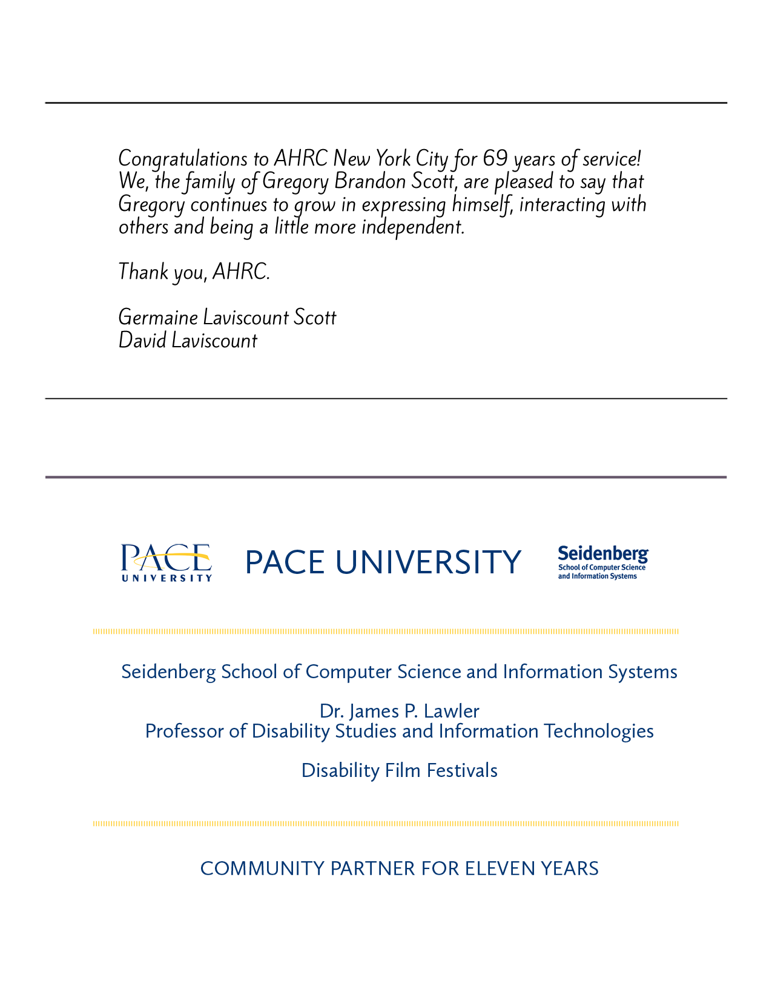 Congratulations to AHRC New York City for 69 years of service!
We, the family of Gregory Brandon Scott, are pleased to say that
Gregory continues to grow in expressing himself, interacting with
others and being a little more independent.
Thank you, AHRC.
Germaine Laviscount Scott
David Laviscount
PACE
UNIVERSITY
PACE UNIVERSITY
Seidenberg
School of Computer Science
and Information Systems
Seidenberg School of Computer Science and Information Systems
Dr. James P. Lawler
Professor of Disability Studies and Information Technologies
Disability Film Festivals
COMMUNITY PARTNER FOR ELEVEN YEARS